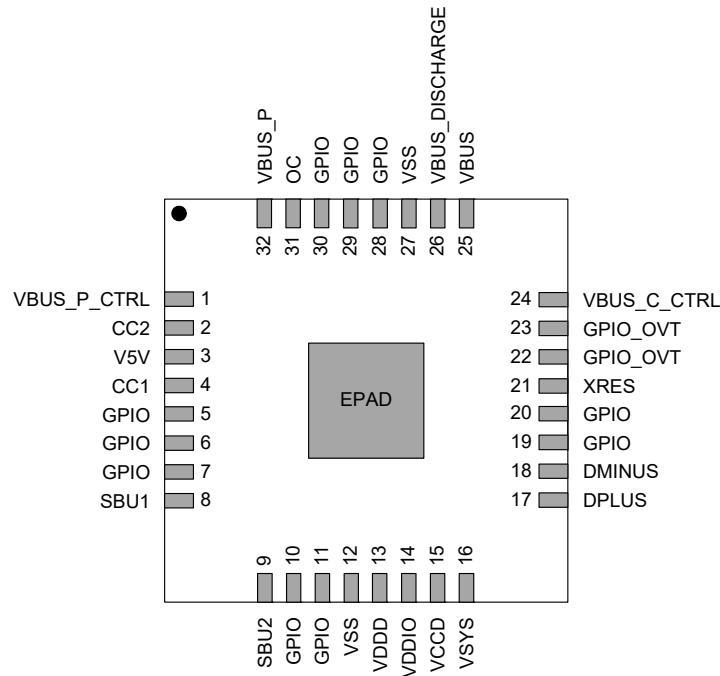 VBUS_P
OC
GPIO
GPIO
GPIO
VSS
VBUS_DISCHARGE
VBUS
32
31
30
29
28
27
26
25
VBUS_P_CTRL 1
CC2 2
V5V 3
CC1 4
GPIO 5
GPIO 6
GPIO 7
SBU1 8
EPAD
24 VBUS_C_CTRL
23 GPIO_OVT
22 GPIO_OVT
21 XRES
20 GPIO
19 GPIO
18 DMINUS
17 DPLUS
9
10
11
12
13
14
15
16
SBU2
GPIO
GPIO
VSS
VDDD
VDDIO
VCCD
VSYS